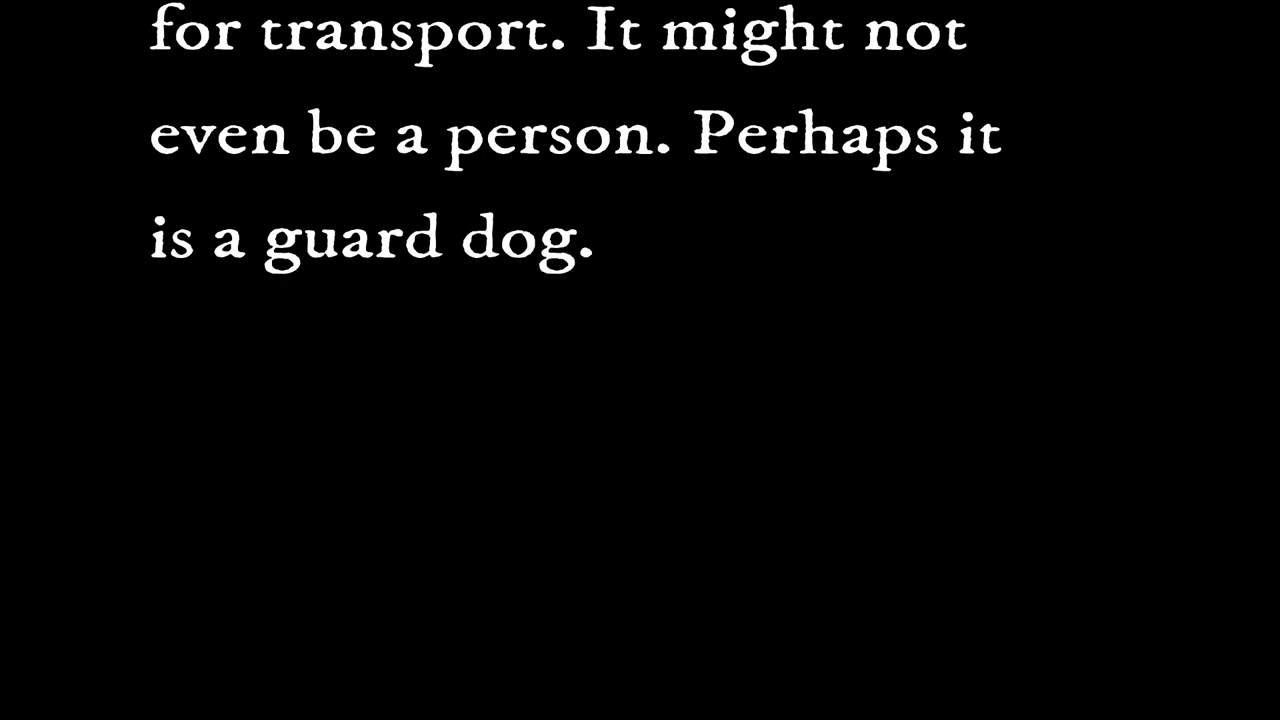 for transport. It might not
even be a person. Perhaps it
is a guard dog.